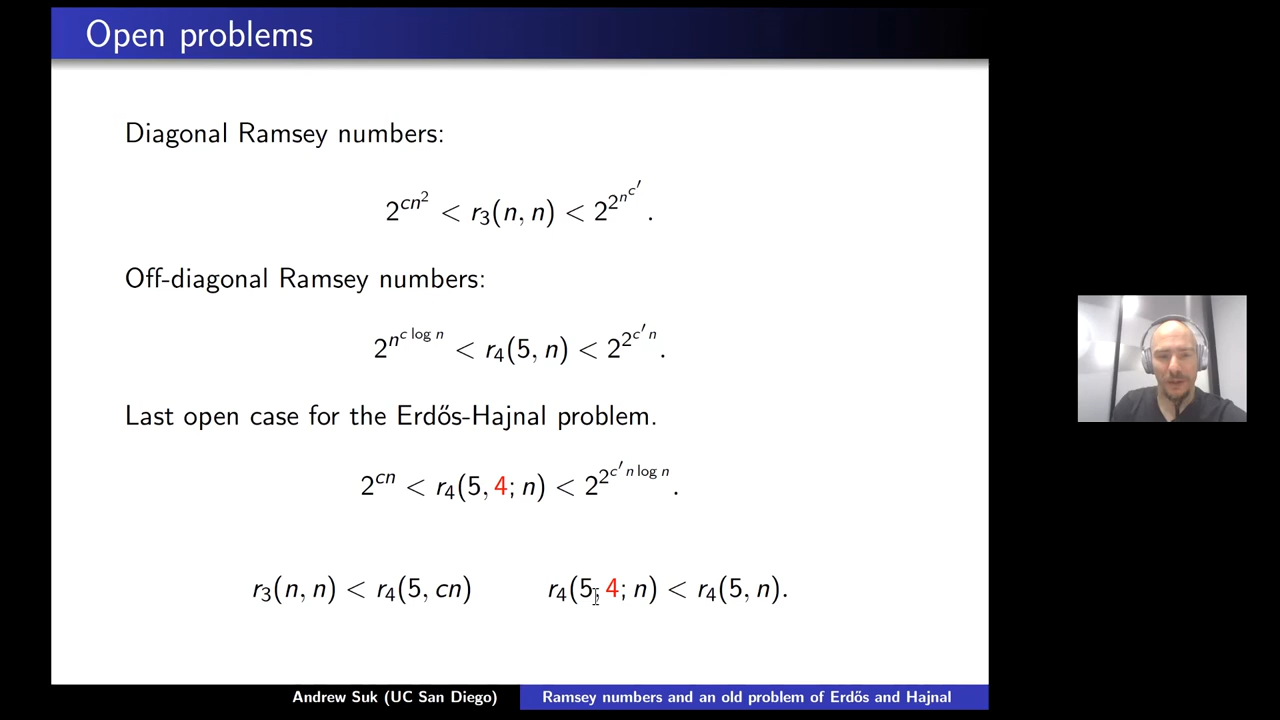 Open problems
Diagonal Ramsey numbers:
2^{cn^2} < r_3(n, n) < 2^{2^{n^{c'}}}.
Off-diagonal Ramsey numbers:
2^{n^{c log n}} < r_4(5, n) < 2^{2^{c'n}}.
Last open case for the Erdős-Hajnal problem.
2^{cn} < r_4(5, 4; n) < 2^{2^{c'n log n}}.
r_3(n, n) < r_4(5, cn) r_4(5, 4; n) < r_4(5, n).
Andrew Suk (UC San Diego) Ramsey numbers and an old problem of Erdős and Hajnal